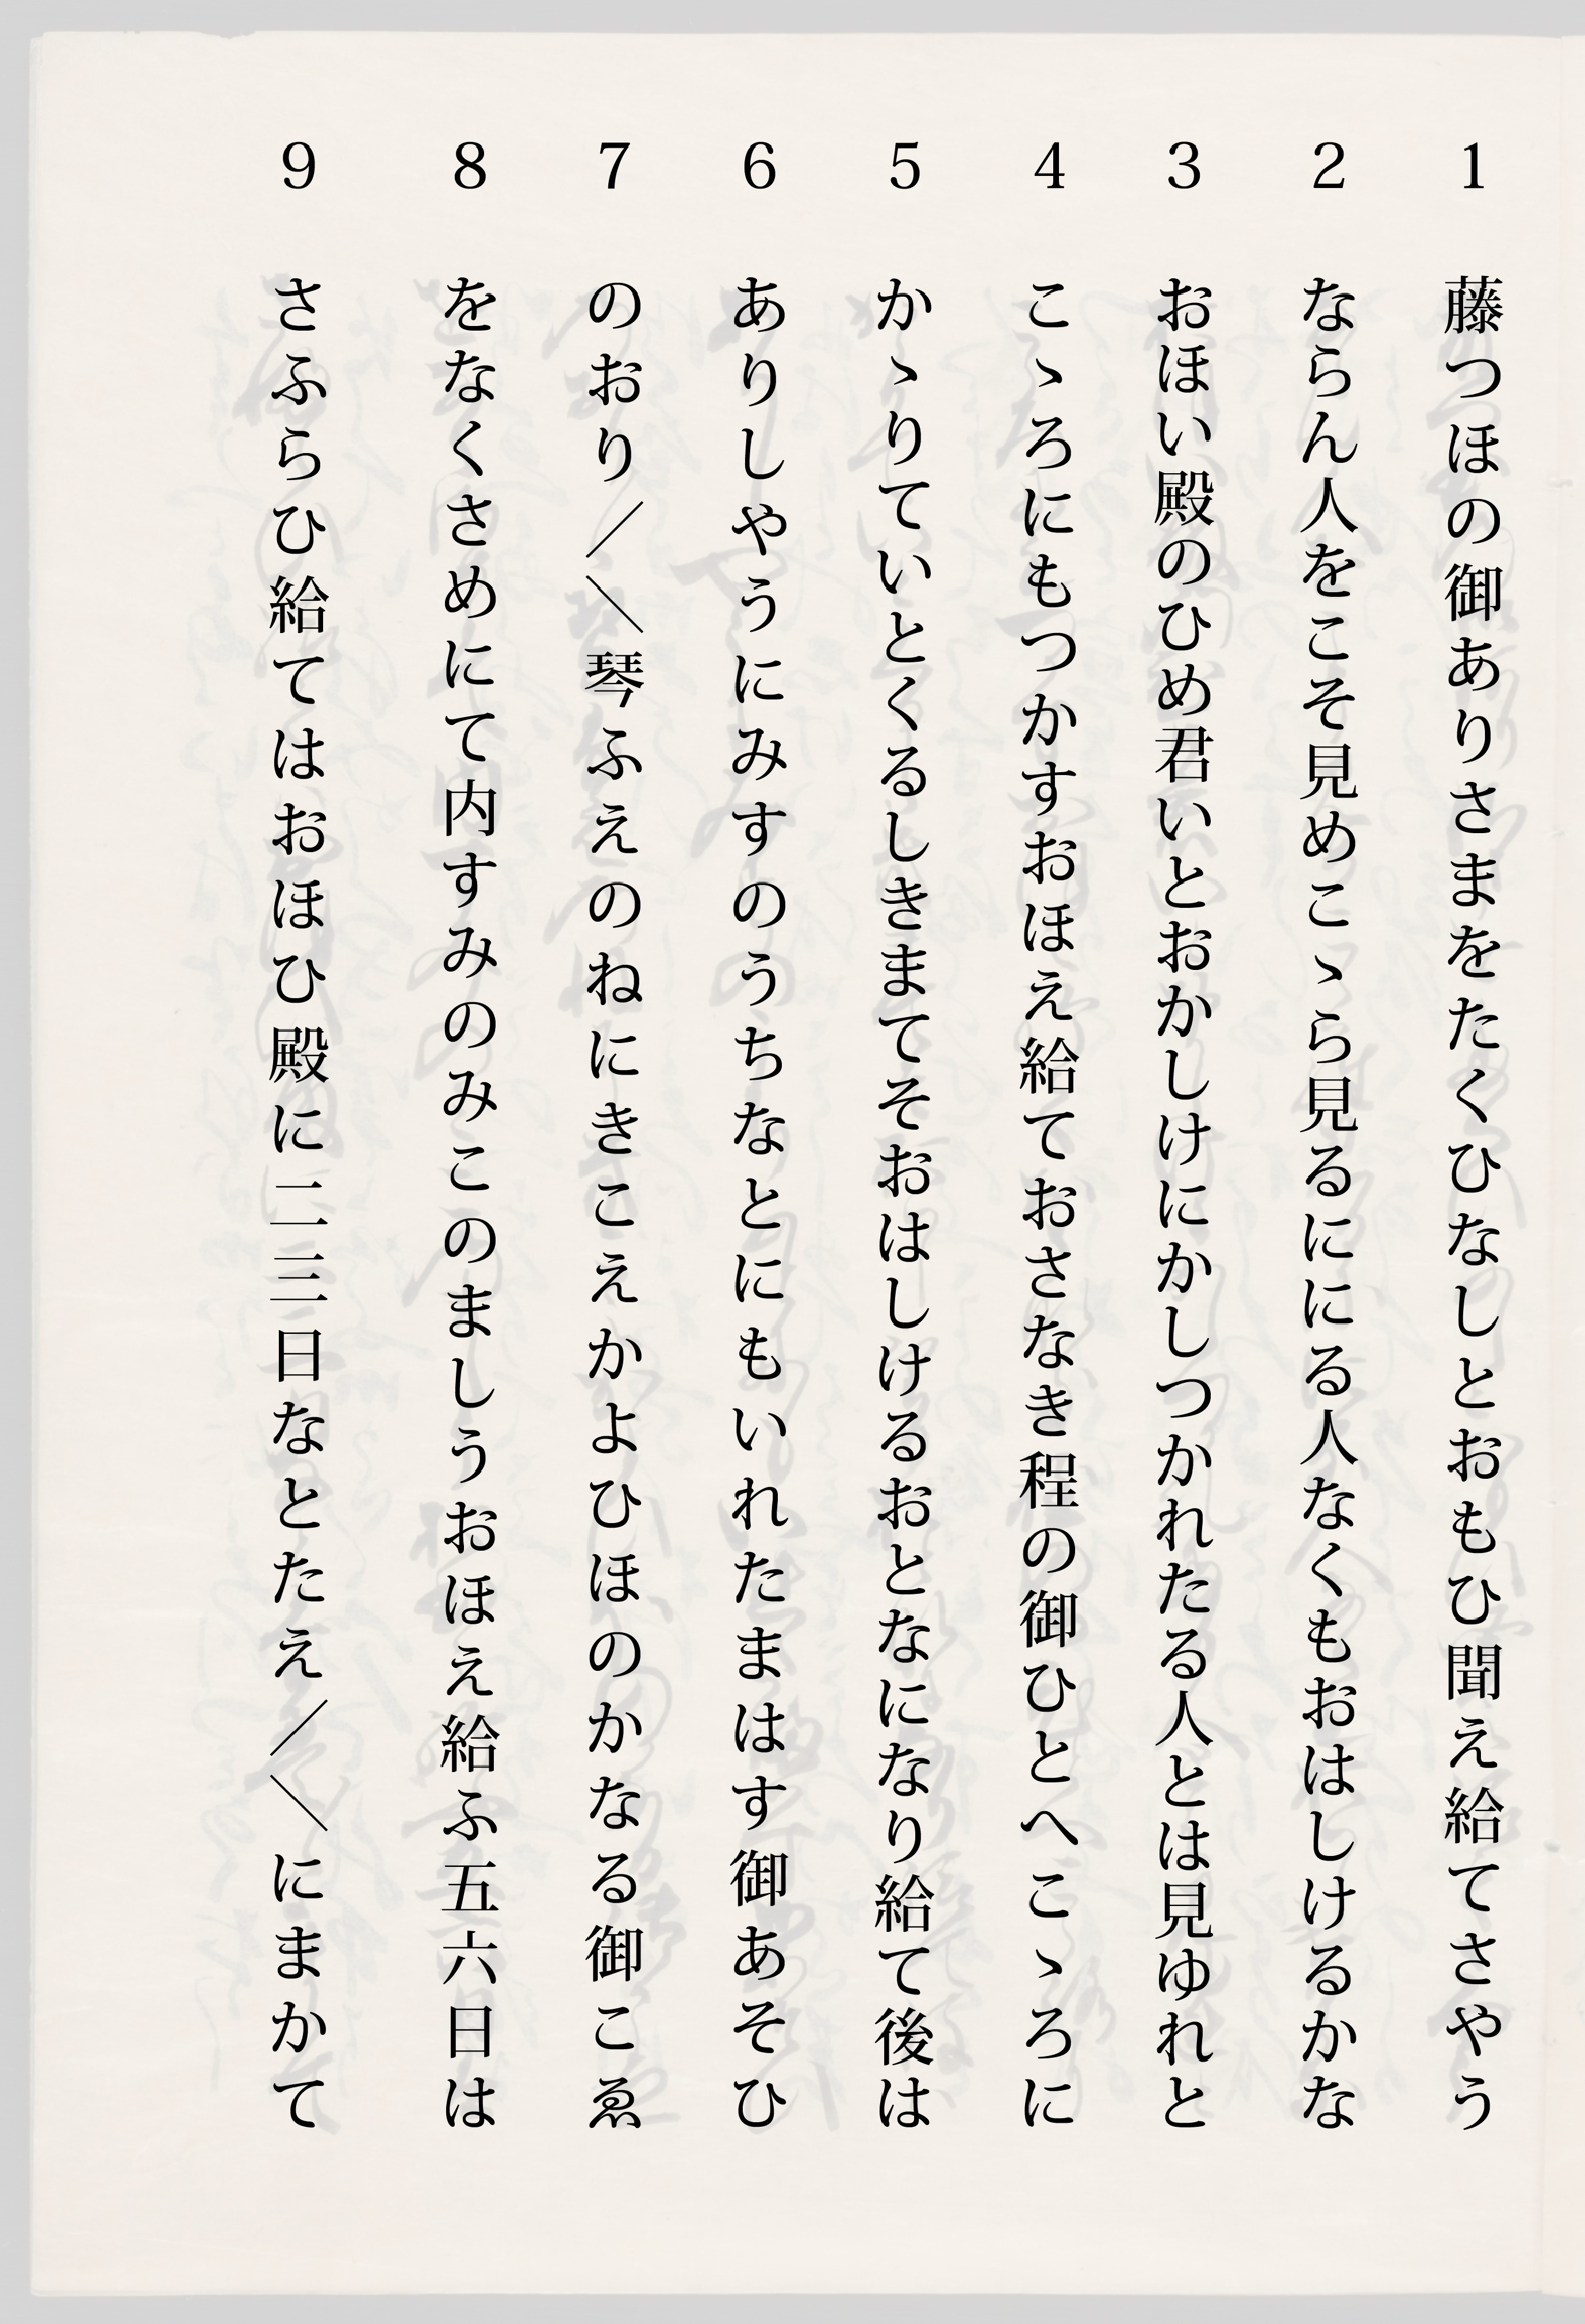 1 藤つほの御ありさまをたくひなしとおもひ聞え給てさやう
2 ならん人をこそ見めこゝら見るににる人なくもおはしけるかな
3 おほい殿のひめ君いとおかしけにかしつかれたる人とは見ゆれと
4 こゝろにもつかすおほえ給ておさなき程の御ひとへこゝろに
5 かゝりていとくるしきまてそおはしけるおとなになり給て後は
6 ありしやうにみすのうちなとにもいれたまはす御あそひ
7 のおり／＼琴ふえのねにきこえかよひほのかなる御こゑ
8 をなくさめにて内すみのみこのましうおほえ給ふ五六日は
9 さふらひ給てはおほひ殿に二三日なとたえ／＼にまかて